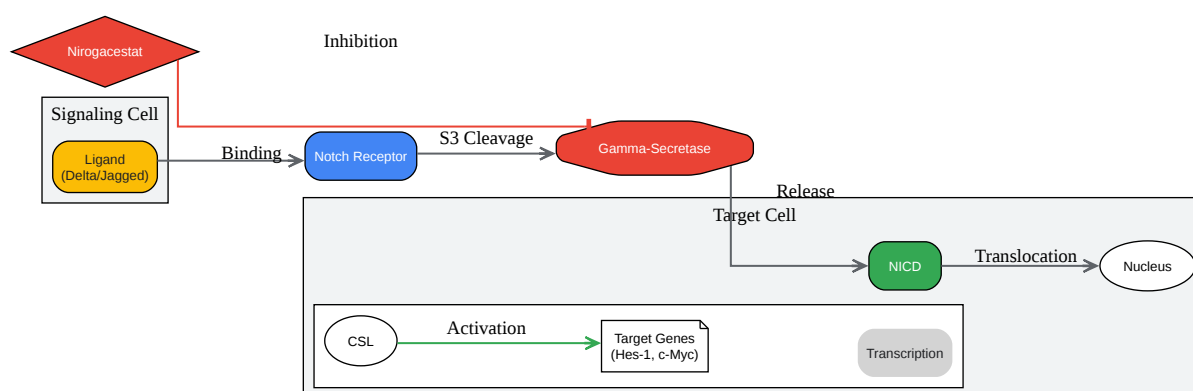 Inhibition
Nirogacestat
Signaling Cell
Ligand
(Delta/Jagged)
Binding
Notch Receptor
S3 Cleavage
Gamma-Secretase
Release
Target Cell
NICD
Translocation
Nucleus
CSL
Activation
Target Genes
(Hes-1, c-Myc)
Transcription